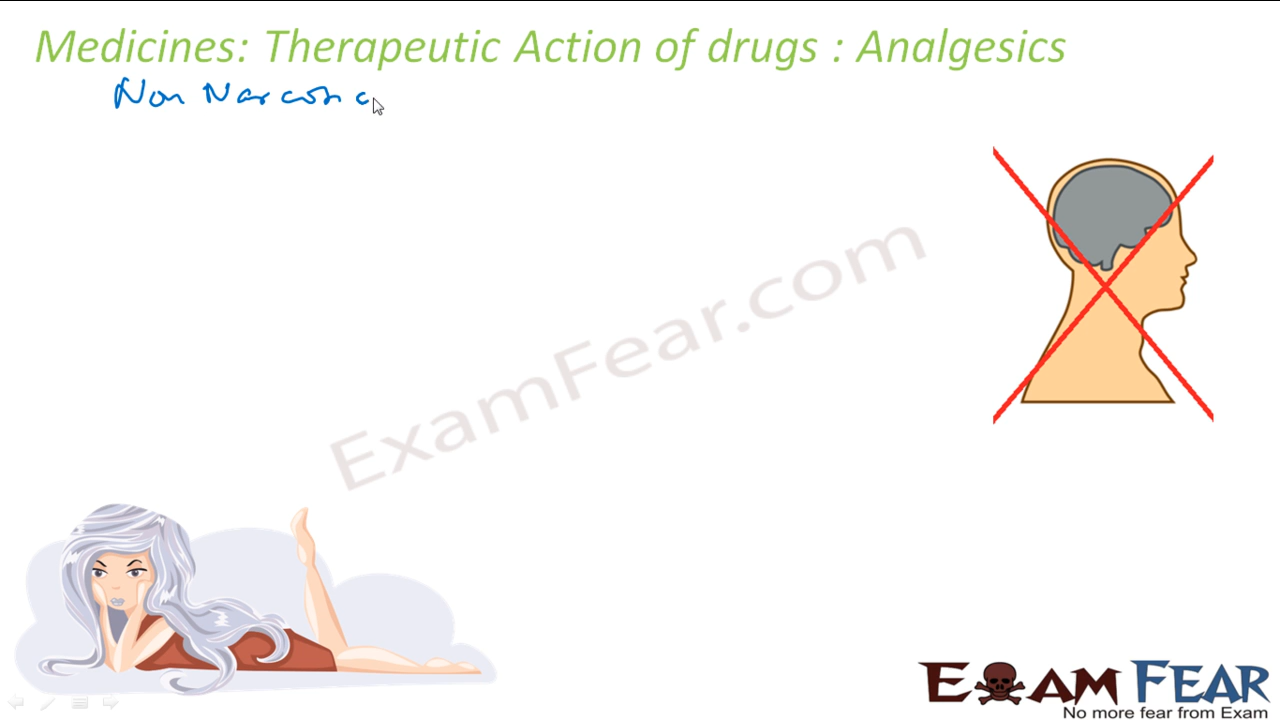 Medicines: Therapeutic Action of drugs : Analgesics
Non Narcotic
ExamFear.com
EXAM FEAR
No more fear from Exam